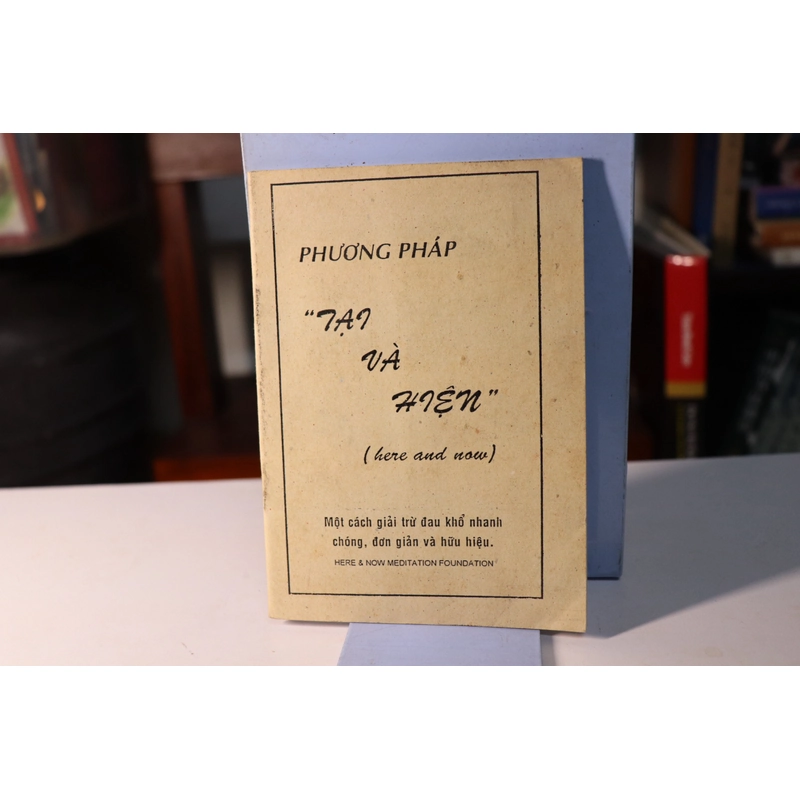 PHƯƠNG PHÁP
“TẠI
VÀ
HIỆN”
(here and now)
Một cách giải trừ đau khổ nhanh
chóng, đơn giản và hữu hiệu.
HERE & NOW MEDITATION FOUNDATION